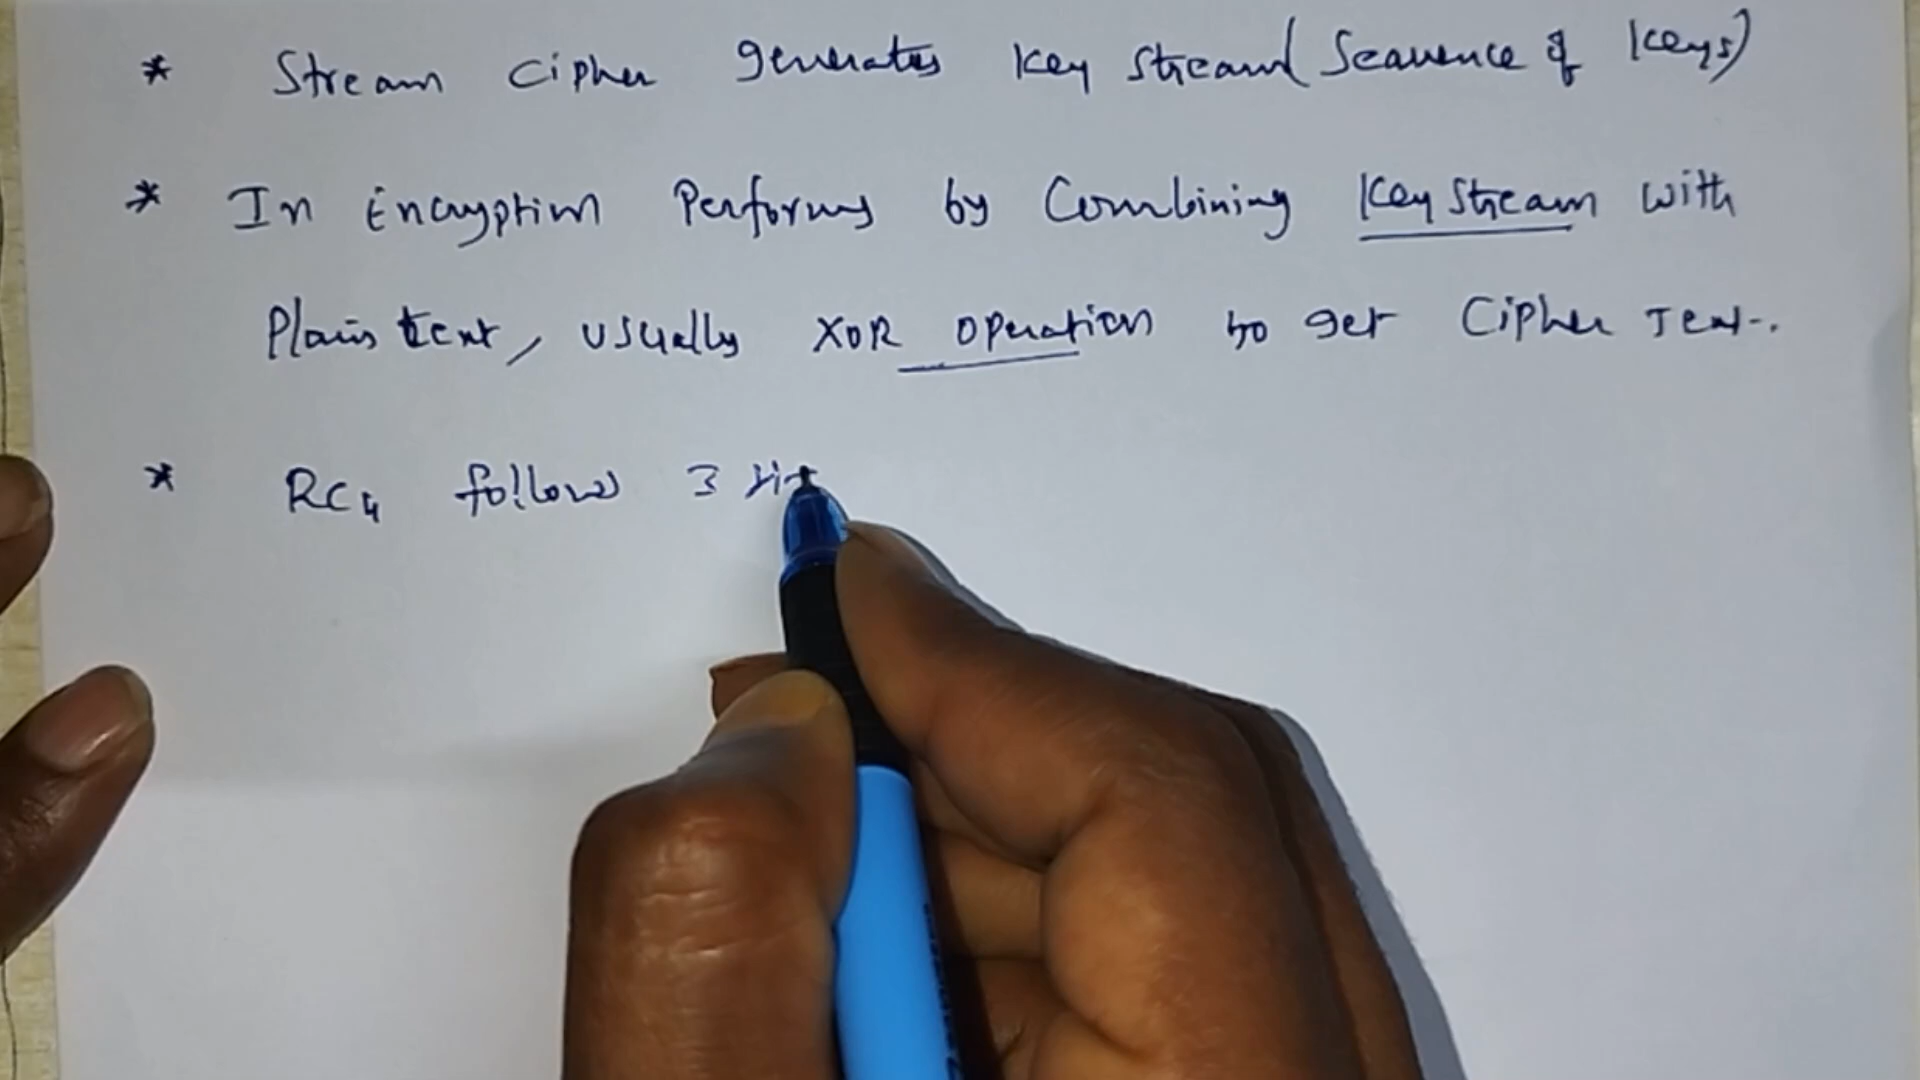 * Stream cipher generates key stream (Sequence of keys)
* In Encryption Performs by Combining key stream with
Plain text, usually XOR operation to get Cipher Text.
* RC4 follows 3